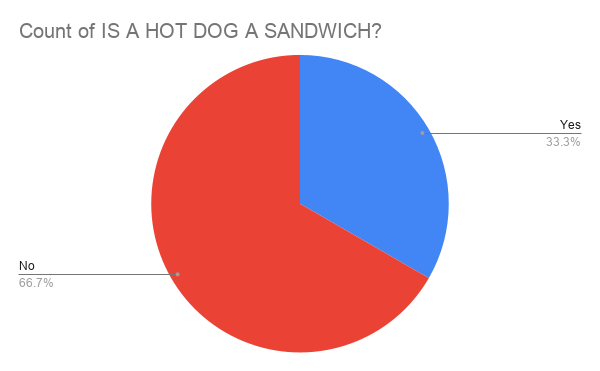 Count of IS A HOT DOG A SANDWICH?
Yes
33.3%
No
66.7%